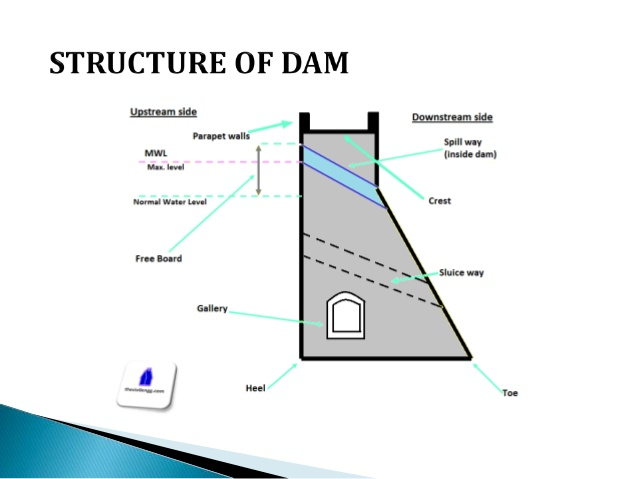 STRUCTURE OF DAM
Upstream side
Downstream side
Parapet walls
Spill way
(inside dam)
MWL
Max. level
Normal Water Level
Crest
Free Board
Sluice way
Gallery
Heel
Toe